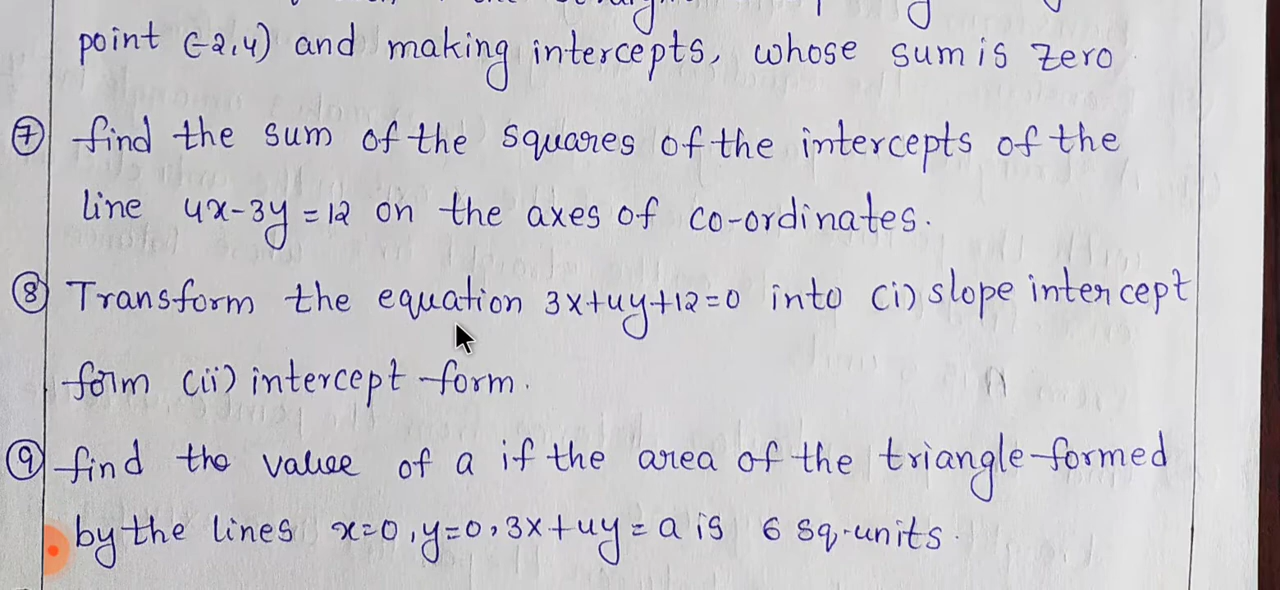 point (-2,4) and making intercepts, whose sum is zero
⑦ find the sum of the squares of the intercepts of the
line 4x-3y=12 on the axes of co-ordinates.
⑧ Transform the equation 3x+4y+12=0 into (i) slope intercept
form (ii) intercept form.
⑨ find the value of a if the area of the triangle formed
by the lines x=0, y=0, 3x+4y=a is 6 sq.units.